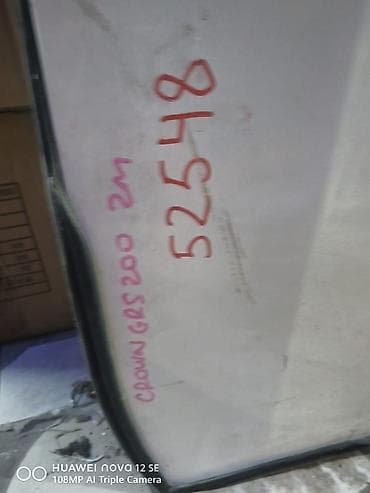 CROWN GRS200 2M
52548
HUAWEI nova 12 SE
108MP AI Triple Camera